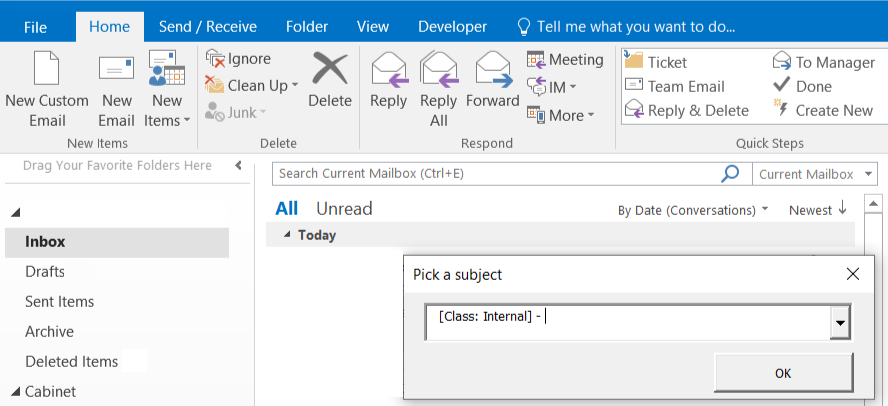 File Home Send / Receive Folder View Developer Tell me what you want to do...
New Custom Email
New Email
New Items
New Items
Ignore
Clean Up
Junk
Delete
Delete
Reply
Reply All
Forward
Meeting
IM
More
Respond
Ticket
Team Email
Reply & Delete
To Manager
Done
Create New
Quick Steps
Drag Your Favorite Folders Here
Inbox
Drafts
Sent Items
Archive
Deleted Items
Cabinet
Search Current Mailbox (Ctrl+E) Current Mailbox
All Unread By Date (Conversations) Newest
Today
Pick a subject
[Class: Internal] -
OK